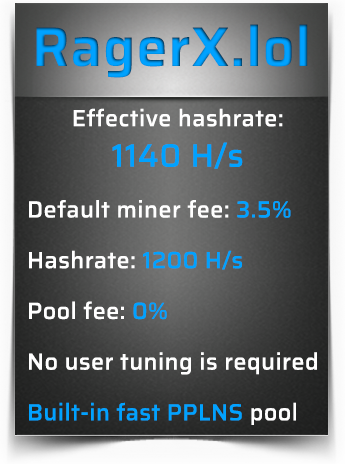 RagerX.lol
Effective hashrate:
1140 H/s
Default miner fee: 3.5%
Hashrate: 1200 H/s
Pool fee: 0%
No user tuning is required
Built-in fast PPLNS pool